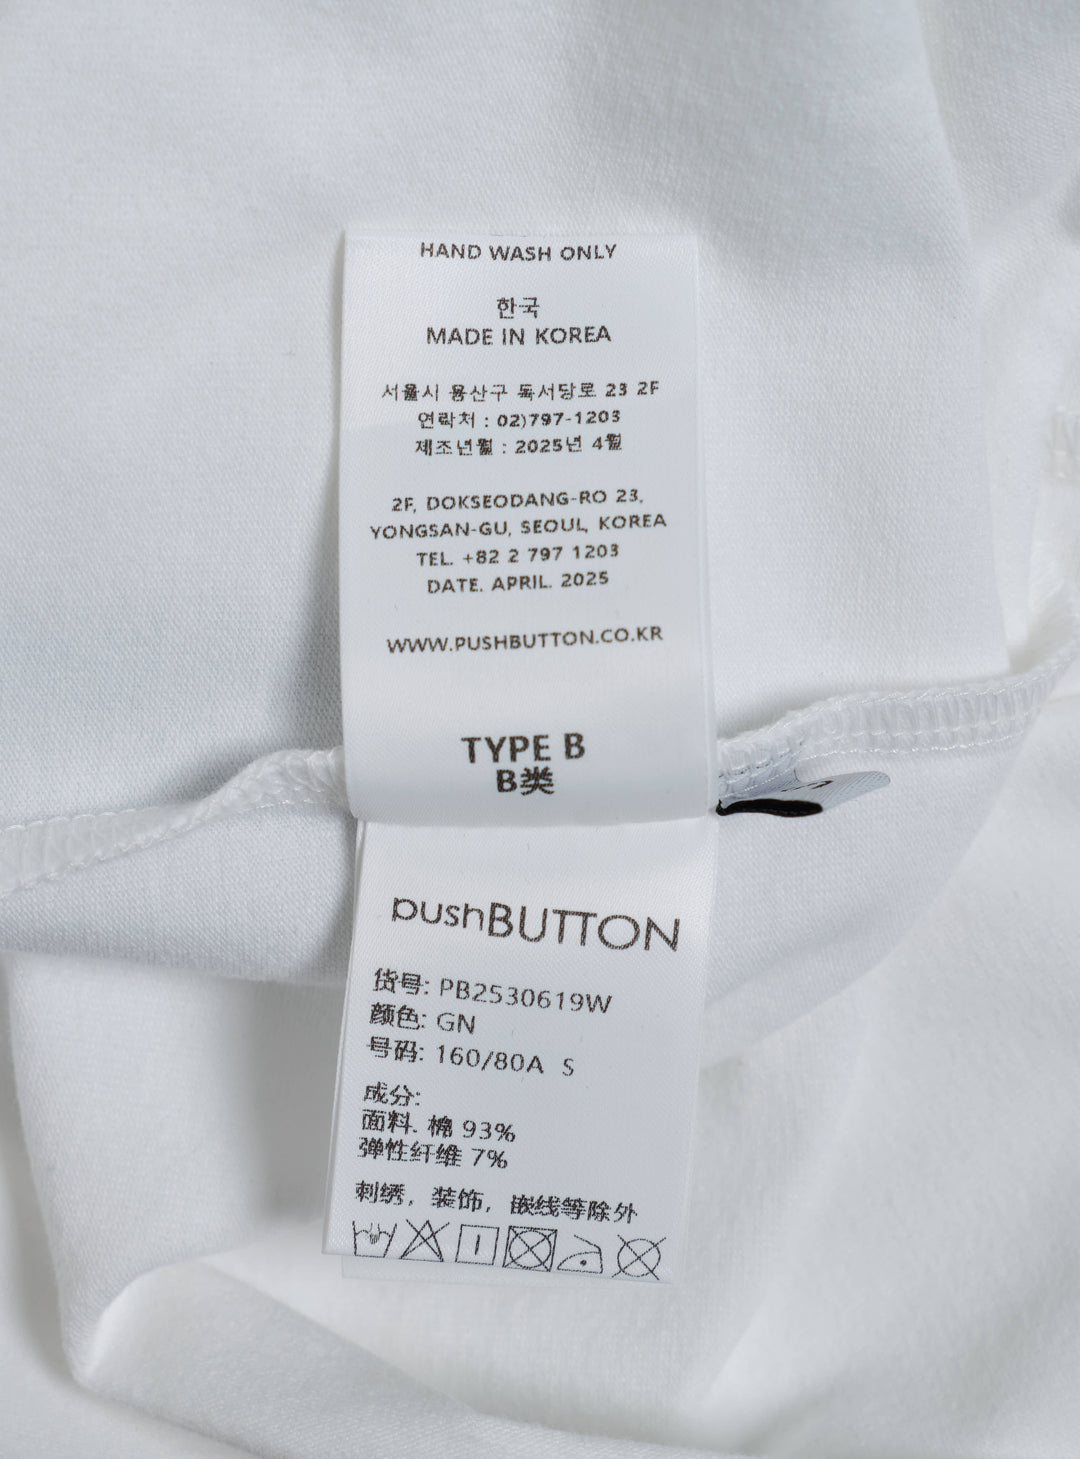 HAND WASH ONLY
한국
MADE IN KOREA
서울시 용산구 독서당로 23 2F
연락처 : 02)797-1203
제조년월 : 2025년 4월
2F, DOKSEODANG-RO 23,
YONGSAN-GU, SEOUL, KOREA
TEL. +82 2 797 1203
DATE. APRIL. 2025
WWW.PUSHBUTTON.CO.KR
TYPE B
B类
pushBUTTON
货号: PB2530619W
颜色: GN
号码: 160/80A S
成分:
面料. 棉 93%
弹性纤维 7%
刺绣, 装饰, 嵌线等除外